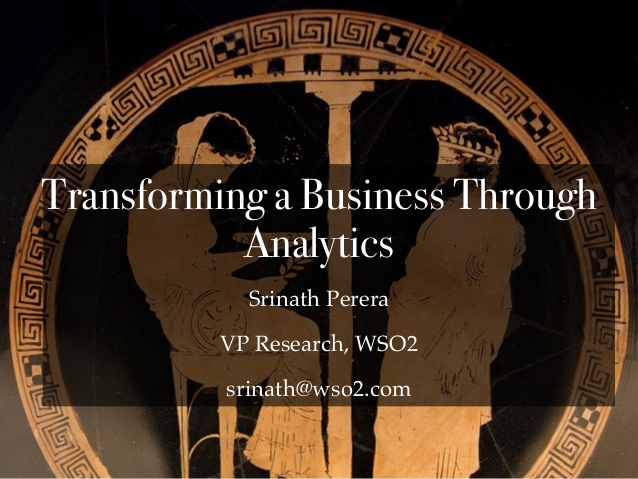 Transforming a Business Through
Analytics
Srinath Perera
VP Research, WSO2
srinath@wso2.com